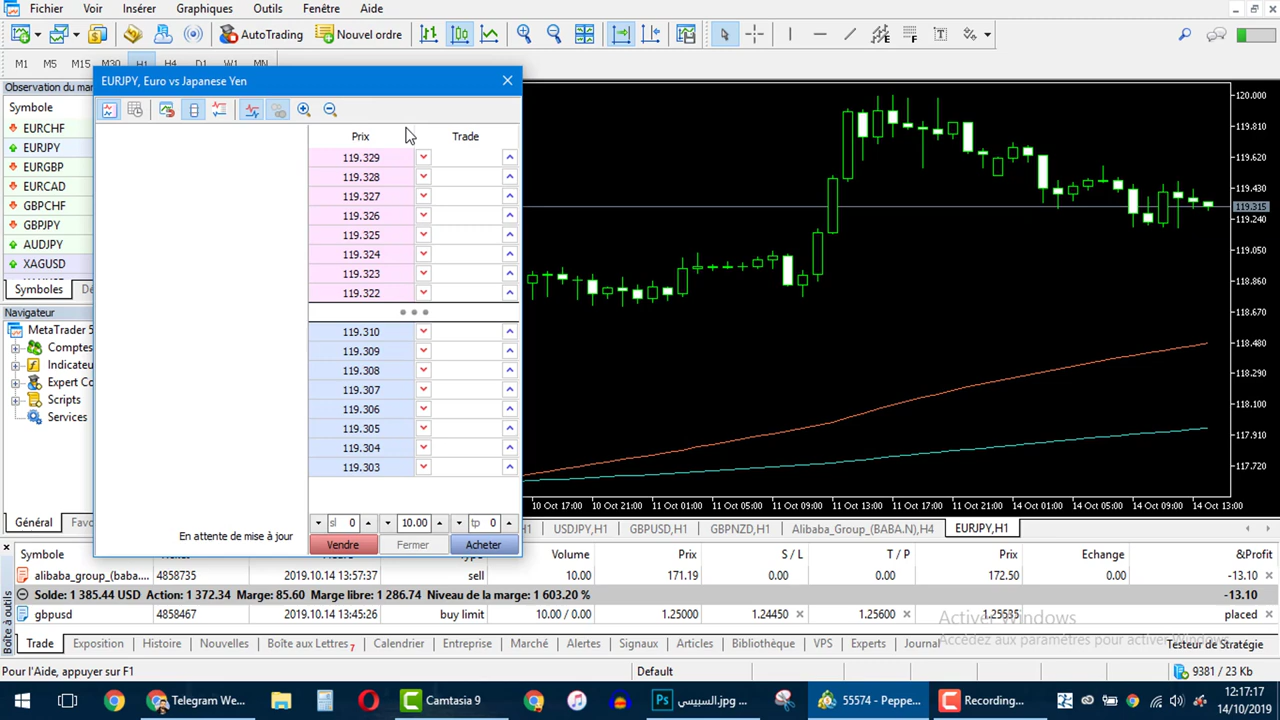 Fichier Voir Insérer Graphiques Outils Fenêtre Aide
AutoTrading Nouvel ordre
M1 M5 M15 M30 H1 H4 D1 W1 MN
Observation du mar
EURJPY, Euro vs Japanese Yen
Symbole
EURCHF
EURJPY
EURGBP
EURCAD
GBPCHF
GBPJPY
AUDJPY
XAGUSD
Symboles
Navigateur
MetaTrader 5
Comptes
Indicateu
Expert Co
Scripts
Services
Général Favo
Prix Trade
119.329
119.328
119.327
119.326
119.325
119.324
119.323
119.322
119.310
119.309
119.308
119.307
119.306
119.305
119.304
119.303
En attente de mise à jour
sl 0 10.00 tp 0
Vendre Fermer Acheter
120.000
119.810
119.620
119.430
119.315
119.240
119.050
118.860
118.670
118.480
118.290
118.100
117.910
117.720
10 Oct 17:00 10 Oct 21:00 11 Oct 01:00 11 Oct 05:00 11 Oct 09:00 11 Oct 13:00 11 Oct 17:00 11 Oct 21:00 14 Oct 01:00 14 Oct 05:00 14 Oct 09:00 14 Oct 13:00
USDJPY,H1 GBPUSD,H1 GBPNZD,H1 Alibaba_Group_(BABA.N),H4 EURJPY,H1
Symbole Type Volume Prix S / L T / P Prix Echange &Profit
alibaba_group_(baba.... 4858735 2019.10.14 13:57:37 sell 10.00 171.19 0.00 0.00 172.50 0.00 -13.10
Solde: 1 385.44 USD Action: 1 372.34 Marge: 85.60 Marge libre: 1 286.74 Niveau de la marge: 1 603.20 % -13.10
gbpusd 4858467 2019.10.14 13:45:26 buy limit 10.00 / 0.00 1.25000 1.24450 1.25600 1.25535 placed
Activer Windows
Accédez aux paramètres pour activer Windows.
Boîte à outils
Trade Exposition Histoire Nouvelles Boîte aux Lettres 7 Calendrier Entreprise Marché Alertes Signaux Articles Bibliothèque VPS Experts Journal Testeur de Stratégie
Pour l'Aide, appuyer sur F1 Default 9381 / 23 Kb
Telegram We... Camtasia 9 السبيسي.jpg ... 55574 - Peppe... Recording... 12:17:17
14/10/2019